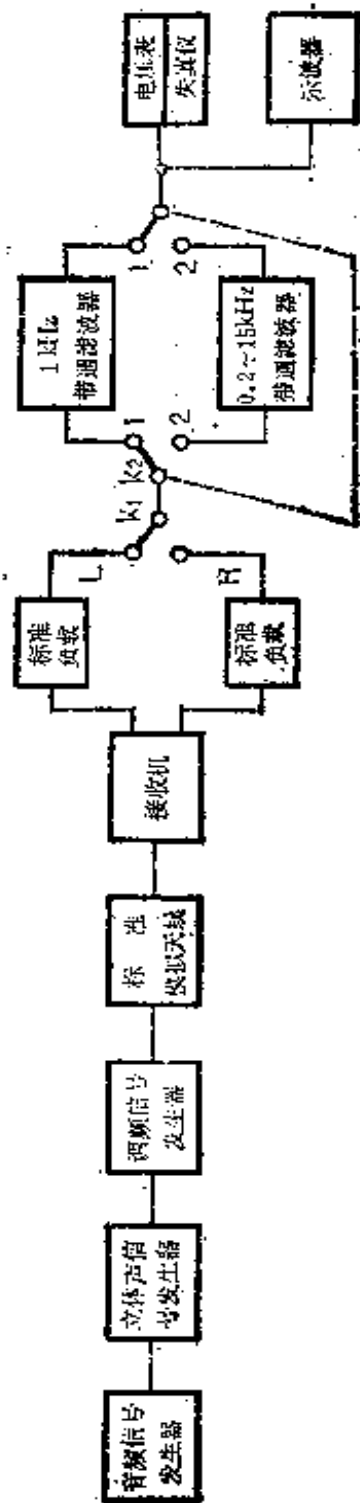 音频信号
发生器
立体声信
号发生器
调频信号
发生器
标 准
模拟天线
接收机
标准
负载
标准
负载
L
R
k₁
k₂
1
2
1kHz
带通滤波器
0.2~15kHz
带通滤波器
1
2
电压表
失真仪
示波器